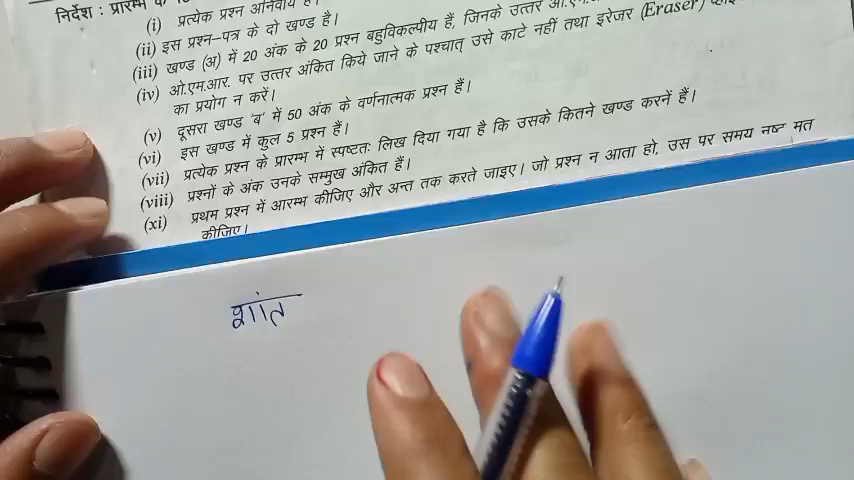 निर्देश : प्रारम्भ के
(i) प्रत्येक प्रश्न अनिवार्य है।
(ii) इस प्रश्न–पत्र के दो खण्ड है।
(iii) खण्ड (अ) में 20 अंक के 20 प्रश्न बहुविकल्पीय हैं, जिनके उत्तर
(iv) ओ.एम.आर. पर उत्तर अंकित किये जाने के पश्चात् उसे काटे नहीं तथा इरेजर (Eraser)
का प्रयोग न करें।
(v) दूसरा खण्ड 'ब' में 50 अंक के वर्णनात्मक प्रश्न हैं।
(vi) इस खण्ड में कुल 5 प्रश्न हैं।
(vii) प्रत्येक प्रश्न के प्रारम्भ में स्पष्टतः लिख दिया गया है कि उसके कितने खण्ड करनें हैं।
(viii) प्रश्नों के अंक उनके सम्मुख अंकित हैं।
(xi) प्रथम प्रश्न में आरम्भ कीजिए और अन्त तक करते जाइए। जो प्रश्न न आता हो, उस पर समय नष्ट मत
कीजिए।
शांत